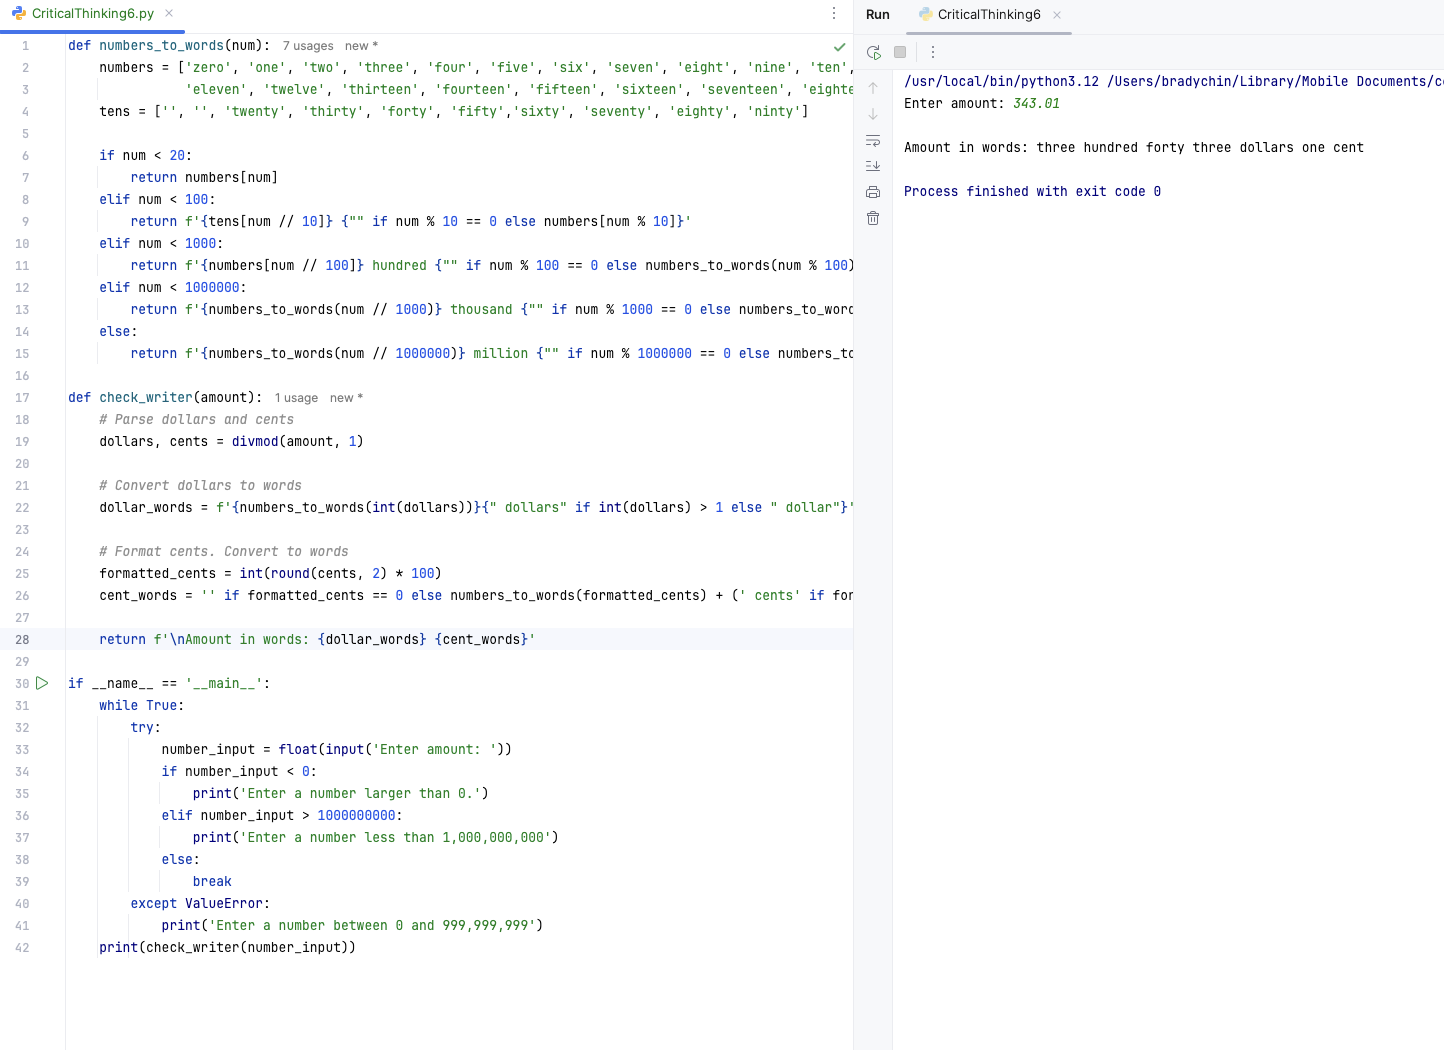 CriticalThinking6.py
1 def numbers_to_words(num): 7 usages new *
2 numbers = ['zero', 'one', 'two', 'three', 'four', 'five', 'six', 'seven', 'eight', 'nine', 'ten',
3 'eleven', 'twelve', 'thirteen', 'fourteen', 'fifteen', 'sixteen', 'seventeen', 'eighte
4 tens = ['', '', 'twenty', 'thirty', 'forty', 'fifty','sixty', 'seventy', 'eighty', 'ninty']
5
6 if num < 20:
7 return numbers[num]
8 elif num < 100:
9 return f'{tens[num // 10]} {"" if num % 10 == 0 else numbers[num % 10]}'
10 elif num < 1000:
11 return f'{numbers[num // 100]} hundred {"" if num % 100 == 0 else numbers_to_words(num % 100)
12 elif num < 1000000:
13 return f'{numbers_to_words(num // 1000)} thousand {"" if num % 1000 == 0 else numbers_to_word
14 else:
15 return f'{numbers_to_words(num // 1000000)} million {"" if num % 1000000 == 0 else numbers_to
16
17 def check_writer(amount): 1 usage new *
18 # Parse dollars and cents
19 dollars, cents = divmod(amount, 1)
20
21 # Convert dollars to words
22 dollar_words = f'{numbers_to_words(int(dollars))}{" dollars" if int(dollars) > 1 else " dollar"}'
23
24 # Format cents. Convert to words
25 formatted_cents = int(round(cents, 2) * 100)
26 cent_words = '' if formatted_cents == 0 else numbers_to_words(formatted_cents) + (' cents' if for
27
28 return f'\nAmount in words: {dollar_words} {cent_words}'
29
30 if __name__ == '__main__':
31 while True:
32 try:
33 number_input = float(input('Enter amount: '))
34 if number_input < 0:
35 print('Enter a number larger than 0.')
36 elif number_input > 1000000000:
37 print('Enter a number less than 1,000,000,000')
38 else:
39 break
40 except ValueError:
41 print('Enter a number between 0 and 999,999,999')
42 print(check_writer(number_input))
Run CriticalThinking6
/usr/local/bin/python3.12 /Users/bradychin/Library/Mobile Documents/c
Enter amount: 343.01
Amount in words: three hundred forty three dollars one cent
Process finished with exit code 0